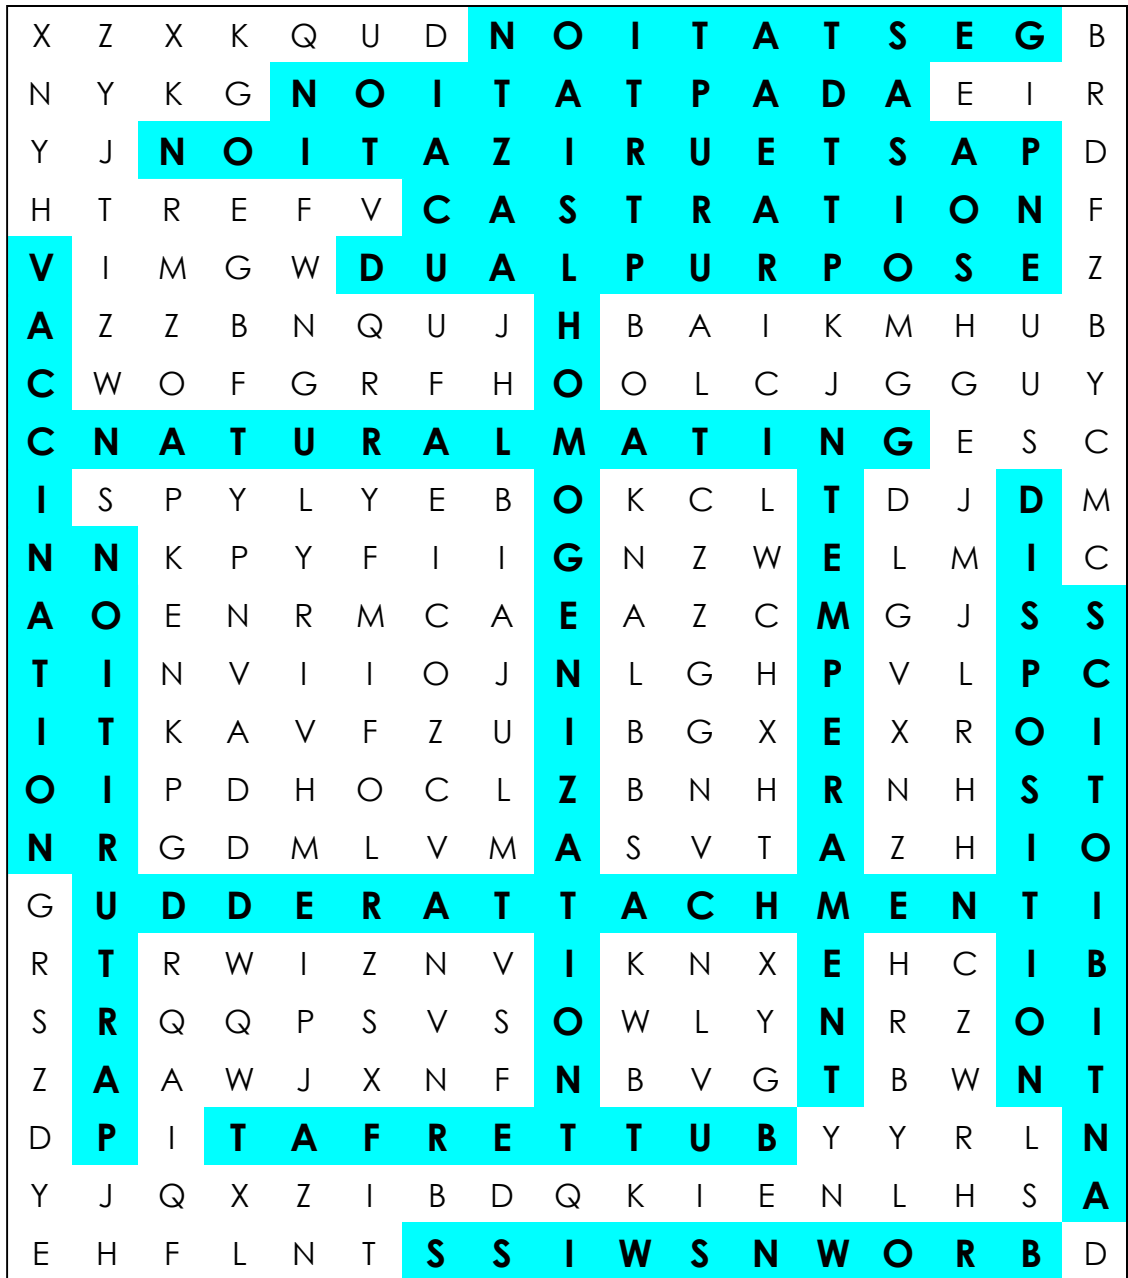 X Z X K Q U D N O I T A T S E G B
N Y K G N O I T A T P A D A E I R
Y J N O I T A Z I R U E T S A P D
H T R E F V C A S T R A T I O N F
V I M G W D U A L P U R P O S E Z
A Z Z B N Q U J H B A I K M H U B
C W O F G R F H O O L C J G G U Y
C N A T U R A L M A T I N G E S C
I S P Y L Y E B O K C L T D J D M
N N K P Y F I I G N Z W E L M I C
A O E N R M C A E A Z C M G J S S
T I N V I I O J N L G H P V L P C
I T K A V F Z U I B G X E X R O I
O I P D H O C L Z B N H R N H S T
N R G D M L V M A S V T A Z H I O
G U D D E R A T T A C H M E N T I
R T R W I Z N V I K N X E H C I B
S R Q Q P S V S O W L Y N R Z O I
Z A A W J X N F N B V G T B W N T
D P I T A F R E T T U B Y Y R L N
Y J Q X Z I B D Q K I E N L H S A
E H F L N T S S I W S N W O R B D